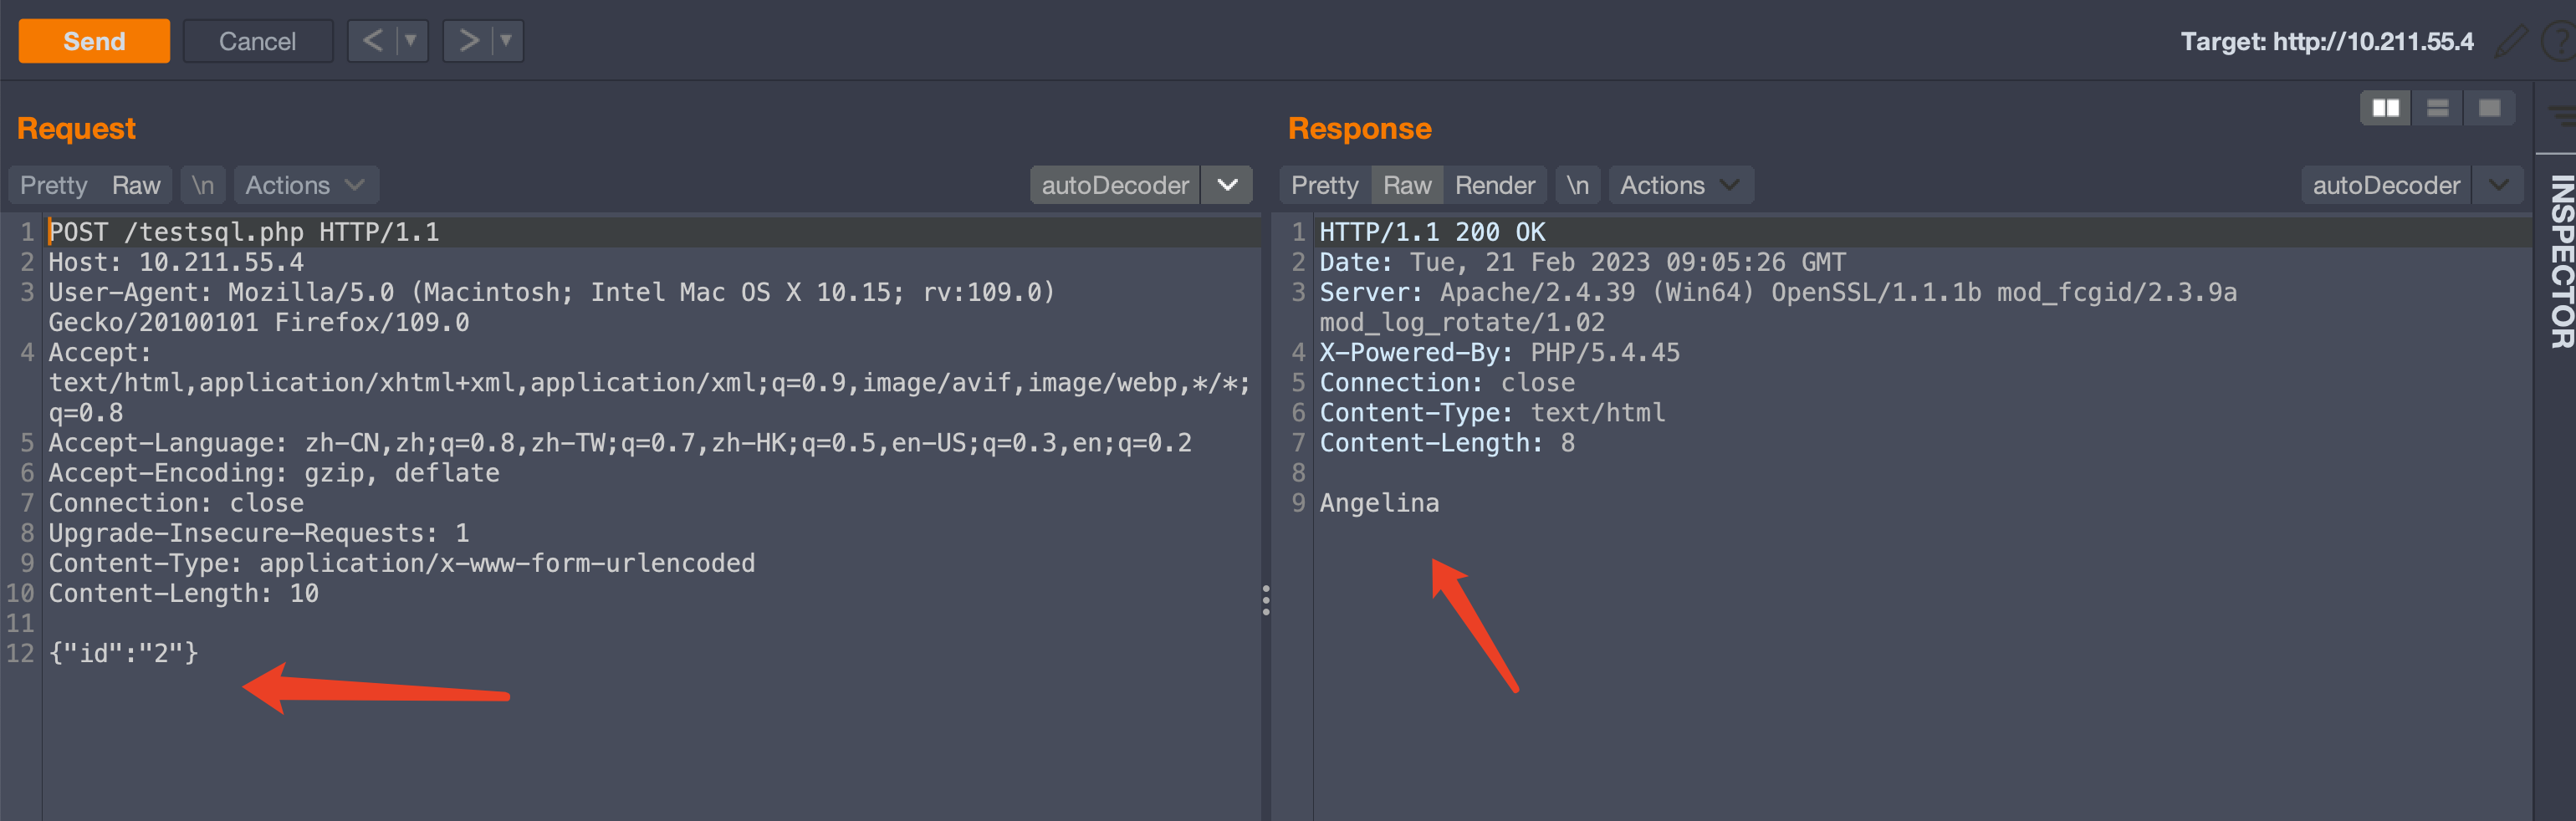 Send
Cancel
<
>
Target: http://10.211.55.4
?
Request
Response
Pretty Raw \n Actions
autoDecoder
Pretty Raw Render \n Actions
autoDecoder
INSPECTOR
1 POST /testsql.php HTTP/1.1
2 Host: 10.211.55.4
3 User-Agent: Mozilla/5.0 (Macintosh; Intel Mac OS X 10.15; rv:109.0)
Gecko/20100101 Firefox/109.0
4 Accept:
text/html,application/xhtml+xml,application/xml;q=0.9,image/avif,image/webp,*/*;
q=0.8
5 Accept-Language: zh-CN,zh;q=0.8,zh-TW;q=0.7,zh-HK;q=0.5,en-US;q=0.3,en;q=0.2
6 Accept-Encoding: gzip, deflate
7 Connection: close
8 Upgrade-Insecure-Requests: 1
9 Content-Type: application/x-www-form-urlencoded
10 Content-Length: 10
11
12 {"id":"2"}
1 HTTP/1.1 200 OK
2 Date: Tue, 21 Feb 2023 09:05:26 GMT
3 Server: Apache/2.4.39 (Win64) OpenSSL/1.1.1b mod_fcgid/2.3.9a
mod_log_rotate/1.02
4 X-Powered-By: PHP/5.4.45
5 Connection: close
6 Content-Type: text/html
7 Content-Length: 8
8
9 Angelina